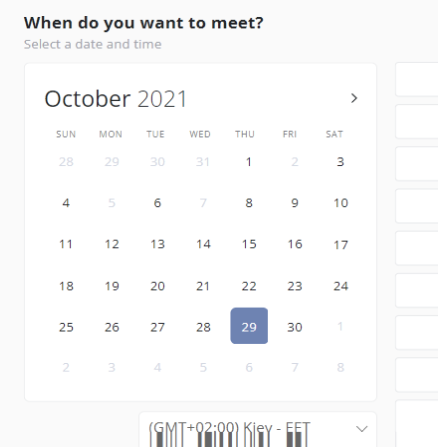 When do you want to meet?
Select a date and time
October 2021
SUN MON TUE WED THU FRI SAT
28 29 30 31 1 2 3
4 5 6 7 8 9 10
11 12 13 14 15 16 17
18 19 20 21 22 23 24
25 26 27 28 29 30 1
2 3 4 5 6 7 8
(GMT+02:00) Kiev - EET